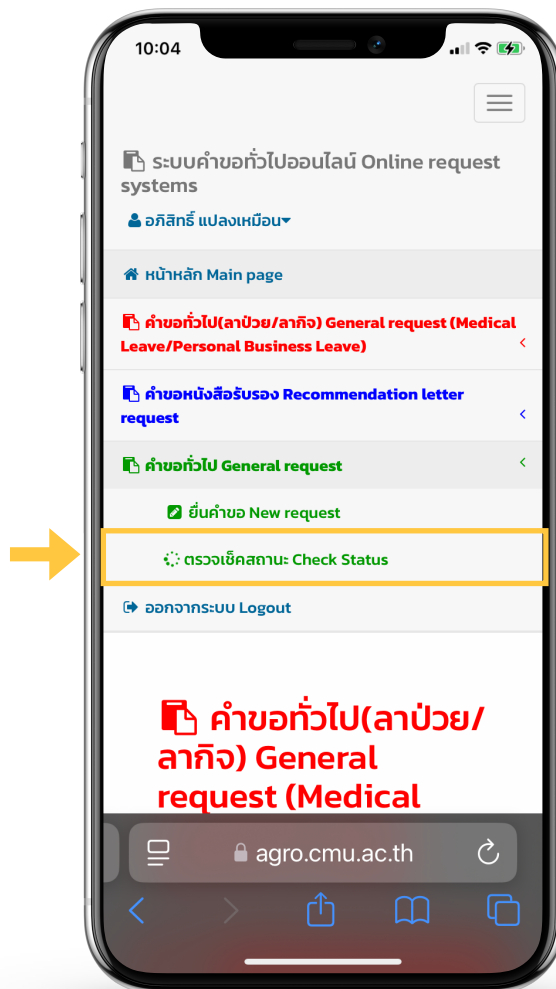 10:04
ระบบคำขอทั่วไปออนไลน์ Online request
systems
อภิสิทธิ์ แปลงเหมือน
หน้าหลัก Main page
คำขอทั่วไป(ลาป่วย/ลากิจ) General request (Medical
Leave/Personal Business Leave)
คำขอหนังสือรับรอง Recommendation letter
request
คำขอทั่วไป General request
ยื่นคำขอ New request
ตรวจเช็คสถานะ Check Status
ออกจากระบบ Logout
คำขอทั่วไป(ลาป่วย/
ลากิจ) General
request (Medical
agro.cmu.ac.th